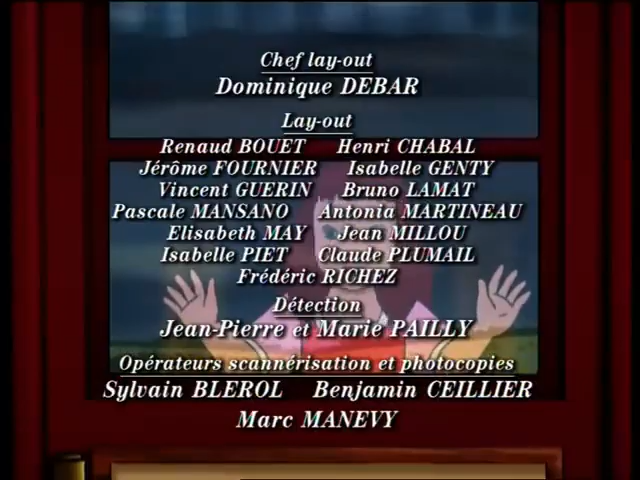 Chef lay-out
Dominique DEBAR
Lay-out
Renaud BOUET Henri CHABAL
Jérôme FOURNIER Isabelle GENTY
Vincent GUERIN Bruno LAMAT
Pascale MANSANO Antonia MARTINEAU
Elisabeth MAY Jean MILLOU
Isabelle PIET Claude PLUMAIL
Frédéric RICHEZ
Détection
Jean-Pierre et Marie PAILLY
Opérateurs scannérisation et photocopies
Sylvain BLEROL Benjamin CEILLIER
Marc MANEVY